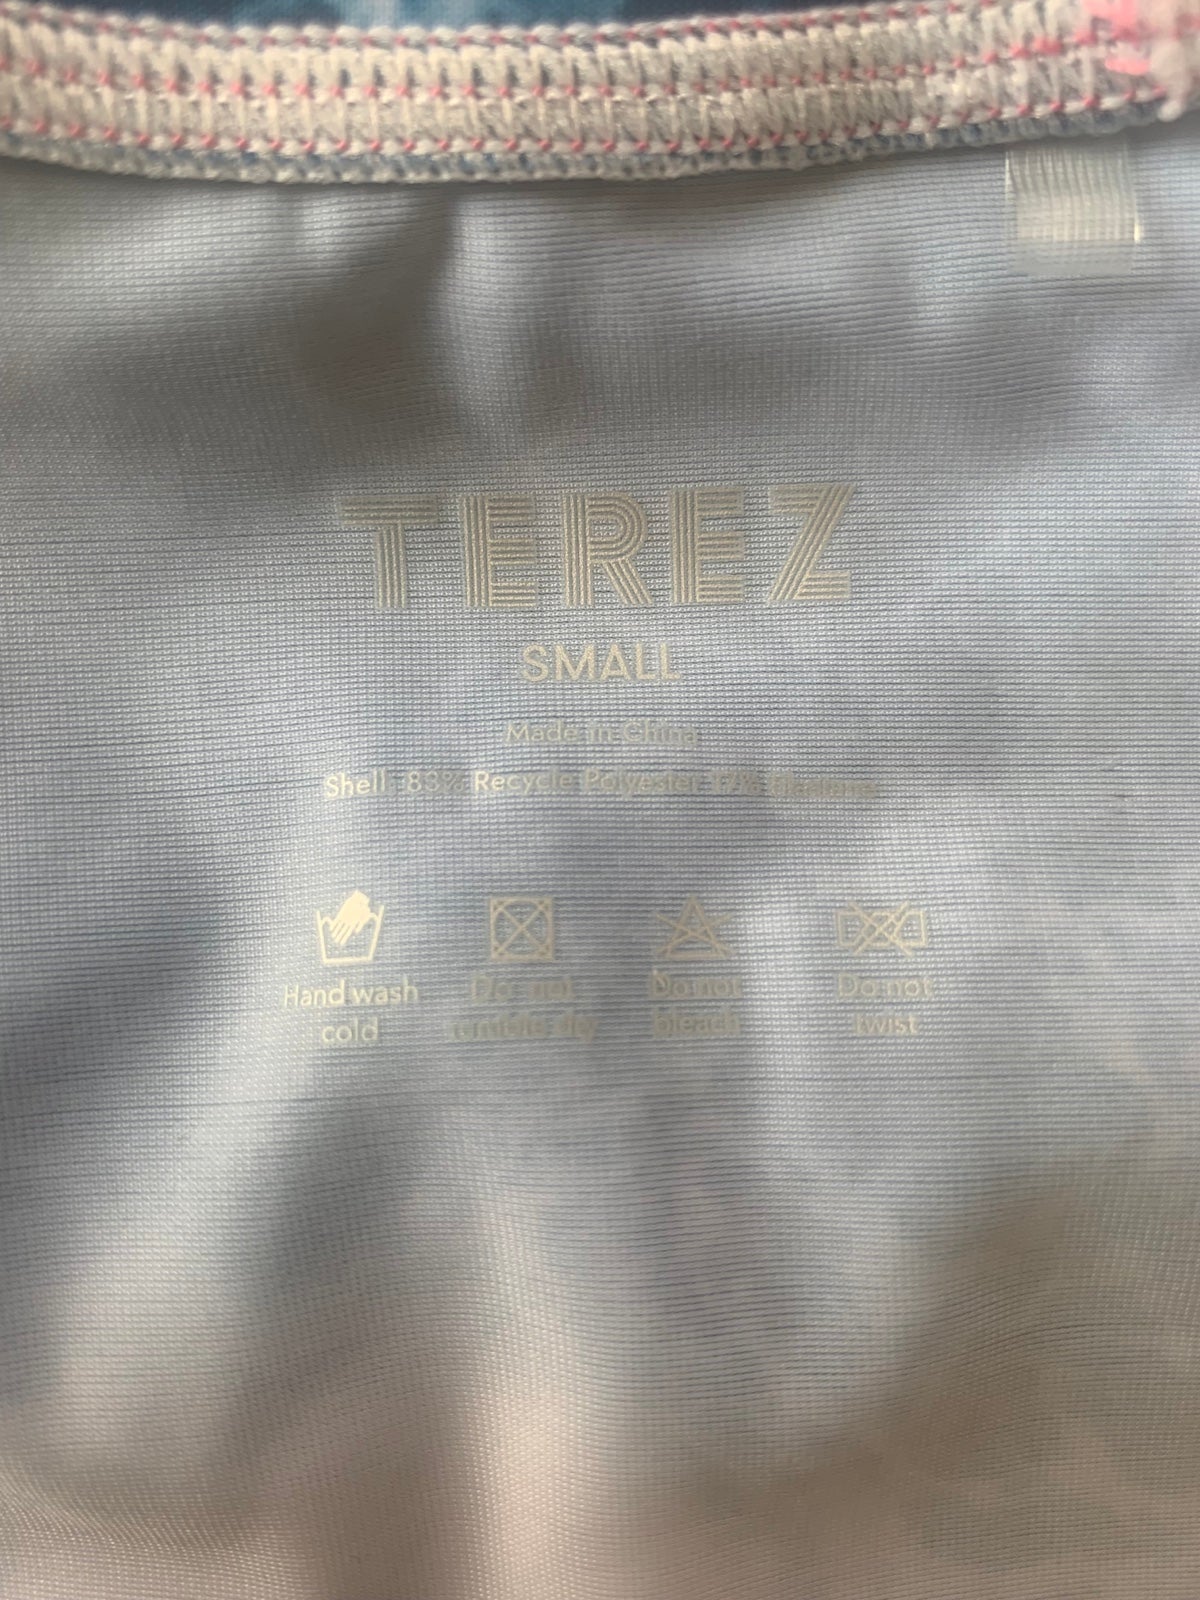 TEREZ
SMALL
Made in China
Shell: 83% Recycle Polyester 17%
Hand wash cold
Do not tumble dry
Do not bleach
Do not twist